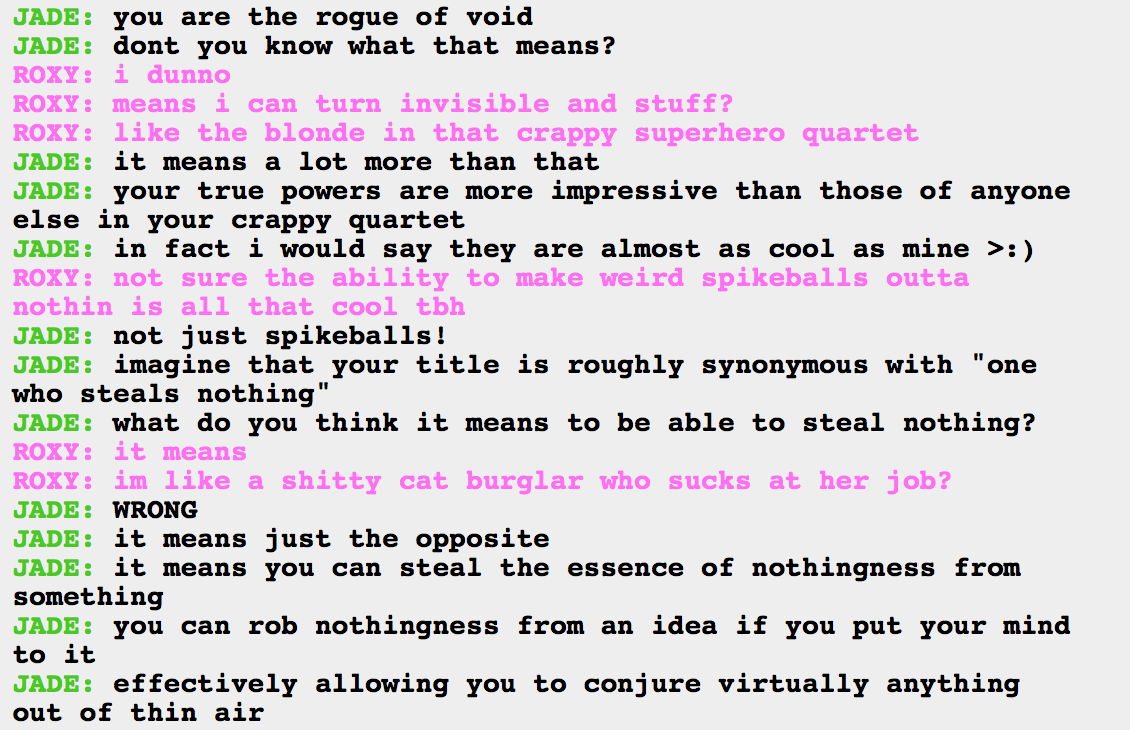 JADE: you are the rogue of void
JADE: dont you know what that means?
ROXY: i dunno
ROXY: means i can turn invisible and stuff?
ROXY: like the blonde in that crappy superhero quartet
JADE: it means a lot more than that
JADE: your true powers are more impressive than those of anyone
else in your crappy quartet
JADE: in fact i would say they are almost as cool as mine >:)
ROXY: not sure the ability to make weird spikeballs outta
nothin is all that cool tbh
JADE: not just spikeballs!
JADE: imagine that your title is roughly synonymous with "one
who steals nothing"
JADE: what do you think it means to be able to steal nothing?
ROXY: it means
ROXY: im like a shitty cat burglar who sucks at her job?
JADE: WRONG
JADE: it means just the opposite
JADE: it means you can steal the essence of nothingness from
something
JADE: you can rob nothingness from an idea if you put your mind
to it
JADE: effectively allowing you to conjure virtually anything
out of thin air